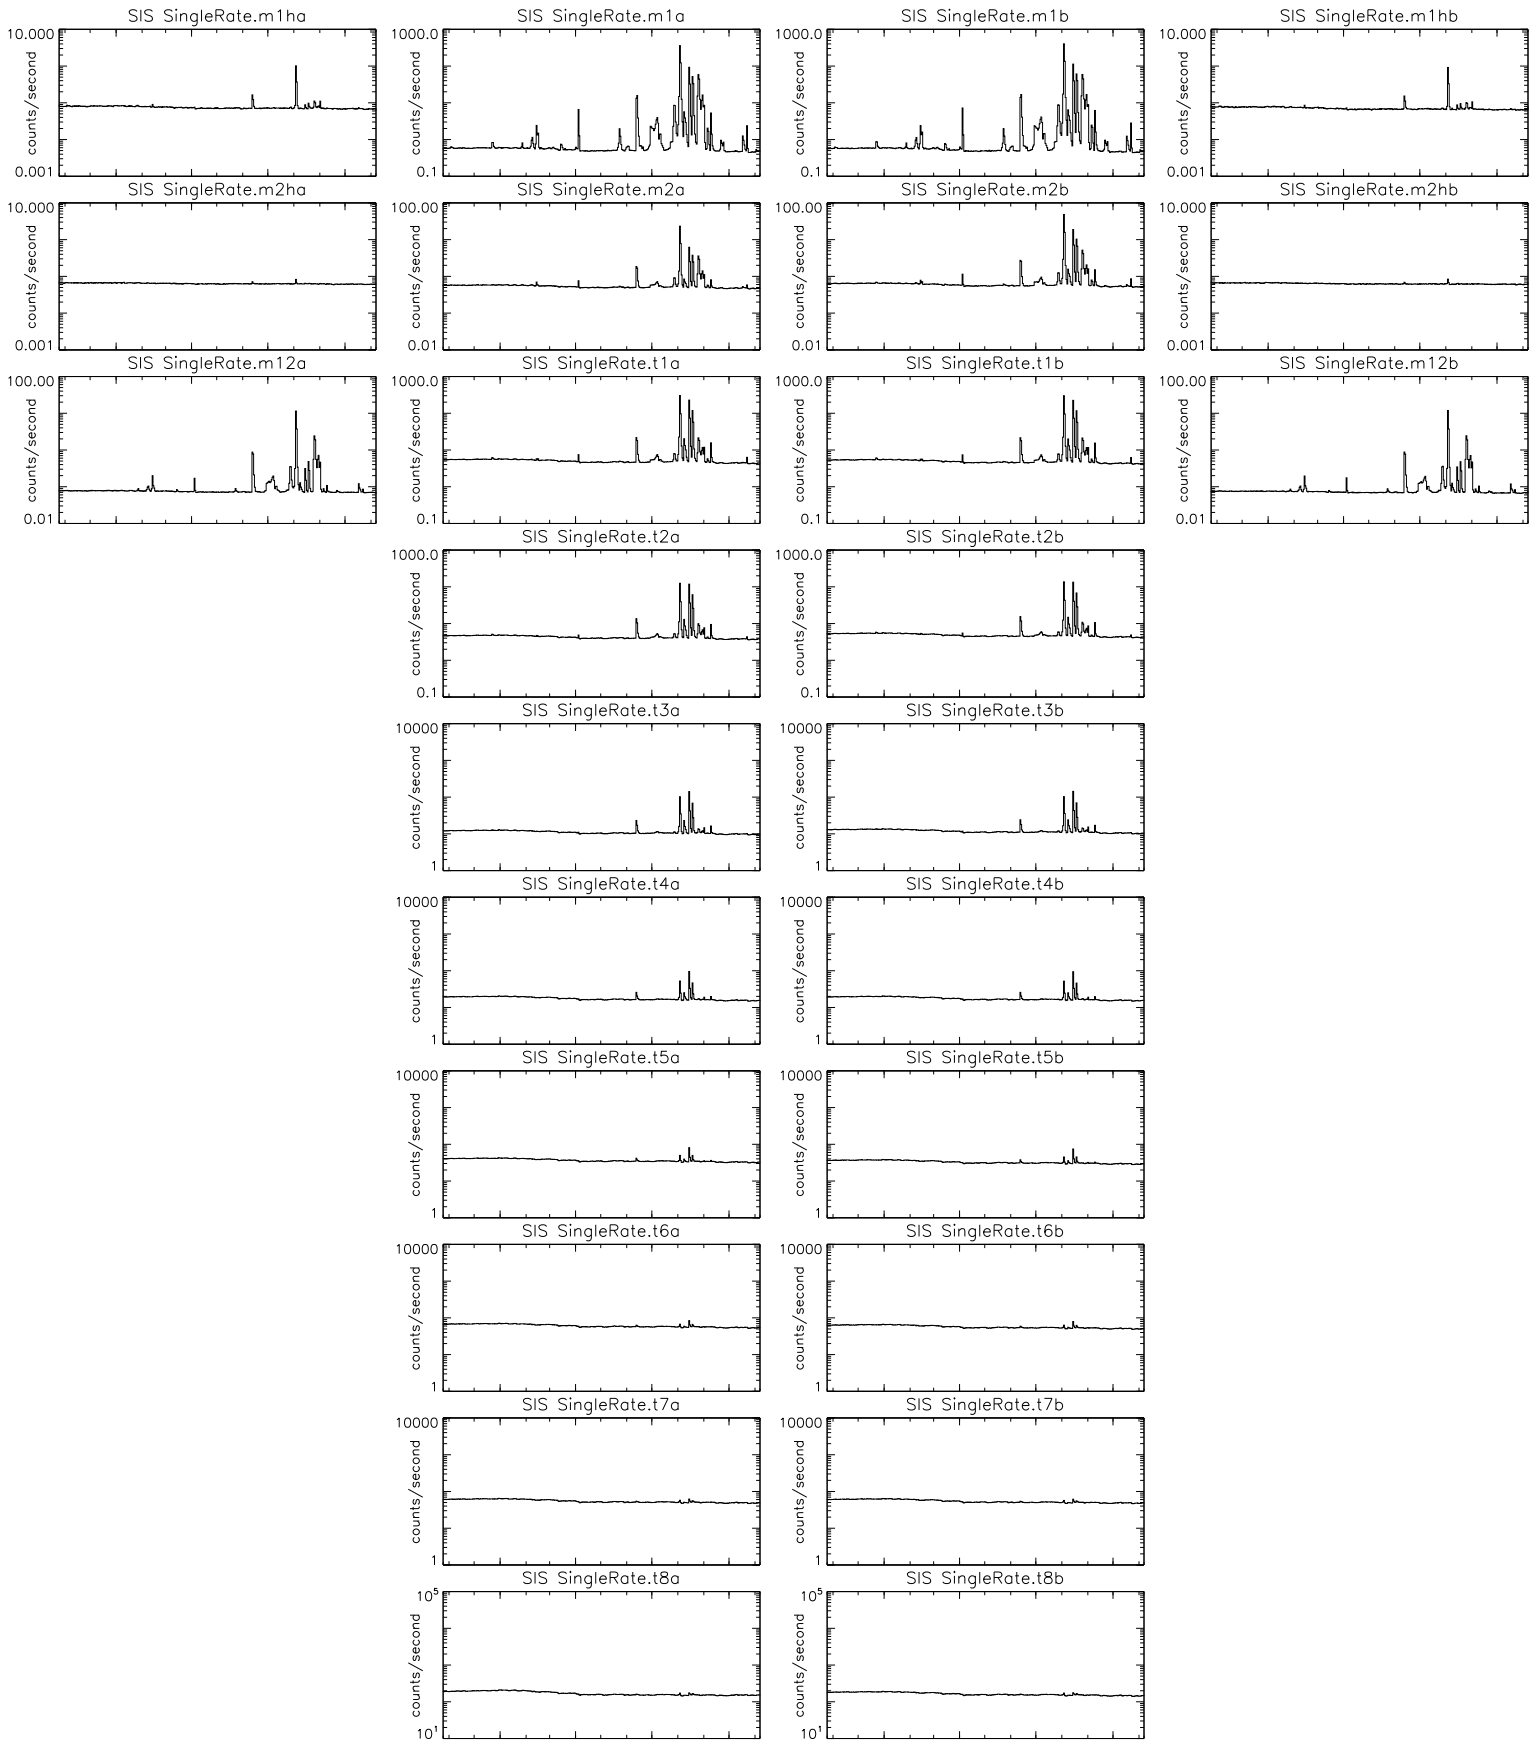 SIS SingleRate.m1ha
10.000
counts/second
0.001
SIS SingleRate.m1a
1000.0
counts/second
0.1
SIS SingleRate.m1b
1000.0
counts/second
0.1
SIS SingleRate.m1hb
10.000
counts/second
0.001
SIS SingleRate.m2ha
10.000
counts/second
0.001
SIS SingleRate.m2a
100.00
counts/second
0.01
SIS SingleRate.m2b
100.00
counts/second
0.01
SIS SingleRate.m2hb
10.000
counts/second
0.001
SIS SingleRate.m12a
100.00
counts/second
0.01
SIS SingleRate.t1a
1000.0
counts/second
0.1
SIS SingleRate.t1b
1000.0
counts/second
0.1
SIS SingleRate.m12b
100.00
counts/second
0.01
SIS SingleRate.t2a
1000.0
counts/second
0.1
SIS SingleRate.t2b
1000.0
counts/second
0.1
SIS SingleRate.t3a
10000
counts/second
1
SIS SingleRate.t3b
10000
counts/second
1
SIS SingleRate.t4a
10000
counts/second
1
SIS SingleRate.t4b
10000
counts/second
1
SIS SingleRate.t5a
10000
counts/second
1
SIS SingleRate.t5b
10000
counts/second
1
SIS SingleRate.t6a
10000
counts/second
1
SIS SingleRate.t6b
10000
counts/second
1
SIS SingleRate.t7a
10000
counts/second
1
SIS SingleRate.t7b
10000
counts/second
1
SIS SingleRate.t8a
10⁵
counts/second
10¹
SIS SingleRate.t8b
10⁵
counts/second
10¹